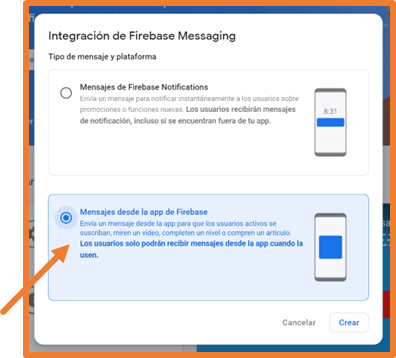 Integración de Firebase Messaging
Tipo de mensaje y plataforma
Mensajes de Firebase Notifications
Envía un mensaje para notificar instantáneamente a los usuarios sobre
promociones o funciones nuevas. Los usuarios recibirán mensajes
de notificación, incluso si se encuentran fuera de tu app.
8:31
Mensajes desde la app de Firebase
Envía un mensaje desde la app para que los usuarios activos se
suscriban, miren un video, completen un nivel o compren un artículo.
Los usuarios solo podrán recibir mensajes desde la app cuando la
usen.
Cancelar
Crear